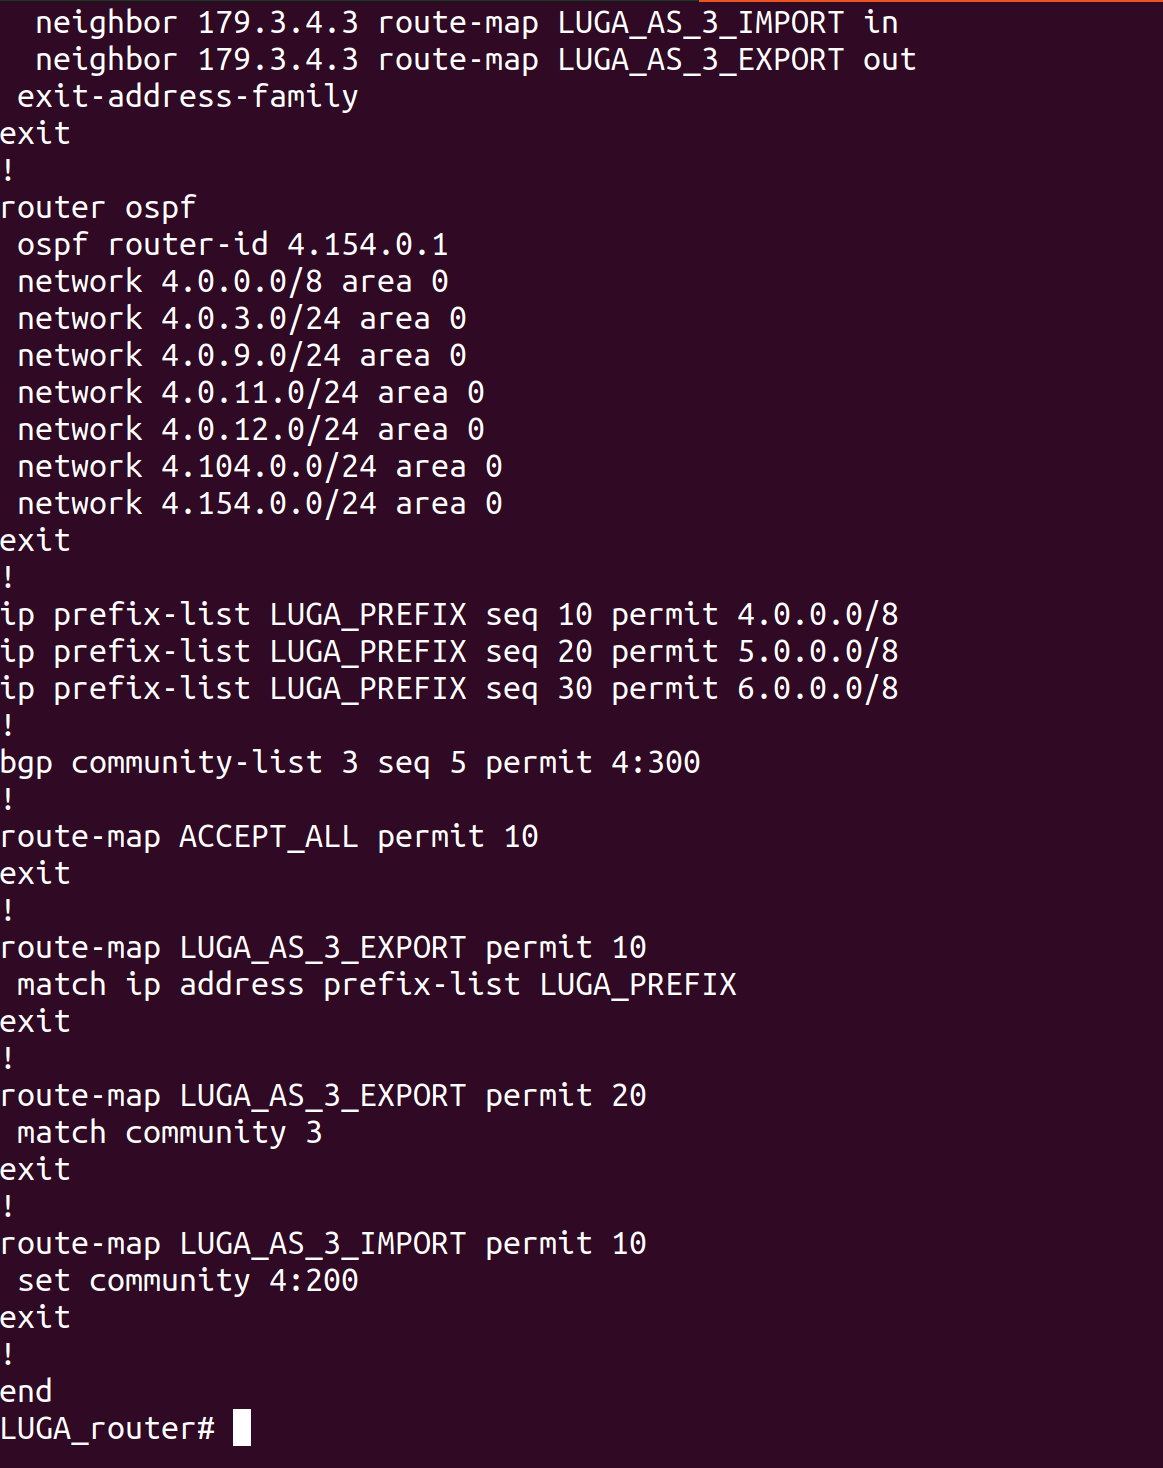 neighbor 179.3.4.3 route-map LUGA_AS_3_IMPORT in
neighbor 179.3.4.3 route-map LUGA_AS_3_EXPORT out
exit-address-family
exit
!
router ospf
ospf router-id 4.154.0.1
network 4.0.0.0/8 area 0
network 4.0.3.0/24 area 0
network 4.0.9.0/24 area 0
network 4.0.11.0/24 area 0
network 4.0.12.0/24 area 0
network 4.104.0.0/24 area 0
network 4.154.0.0/24 area 0
exit
!
ip prefix-list LUGA_PREFIX seq 10 permit 4.0.0.0/8
ip prefix-list LUGA_PREFIX seq 20 permit 5.0.0.0/8
ip prefix-list LUGA_PREFIX seq 30 permit 6.0.0.0/8
!
bgp community-list 3 seq 5 permit 4:300
!
route-map ACCEPT_ALL permit 10
exit
!
route-map LUGA_AS_3_EXPORT permit 10
match ip address prefix-list LUGA_PREFIX
exit
!
route-map LUGA_AS_3_EXPORT permit 20
match community 3
exit
!
route-map LUGA_AS_3_IMPORT permit 10
set community 4:200
exit
!
end
LUGA_router#